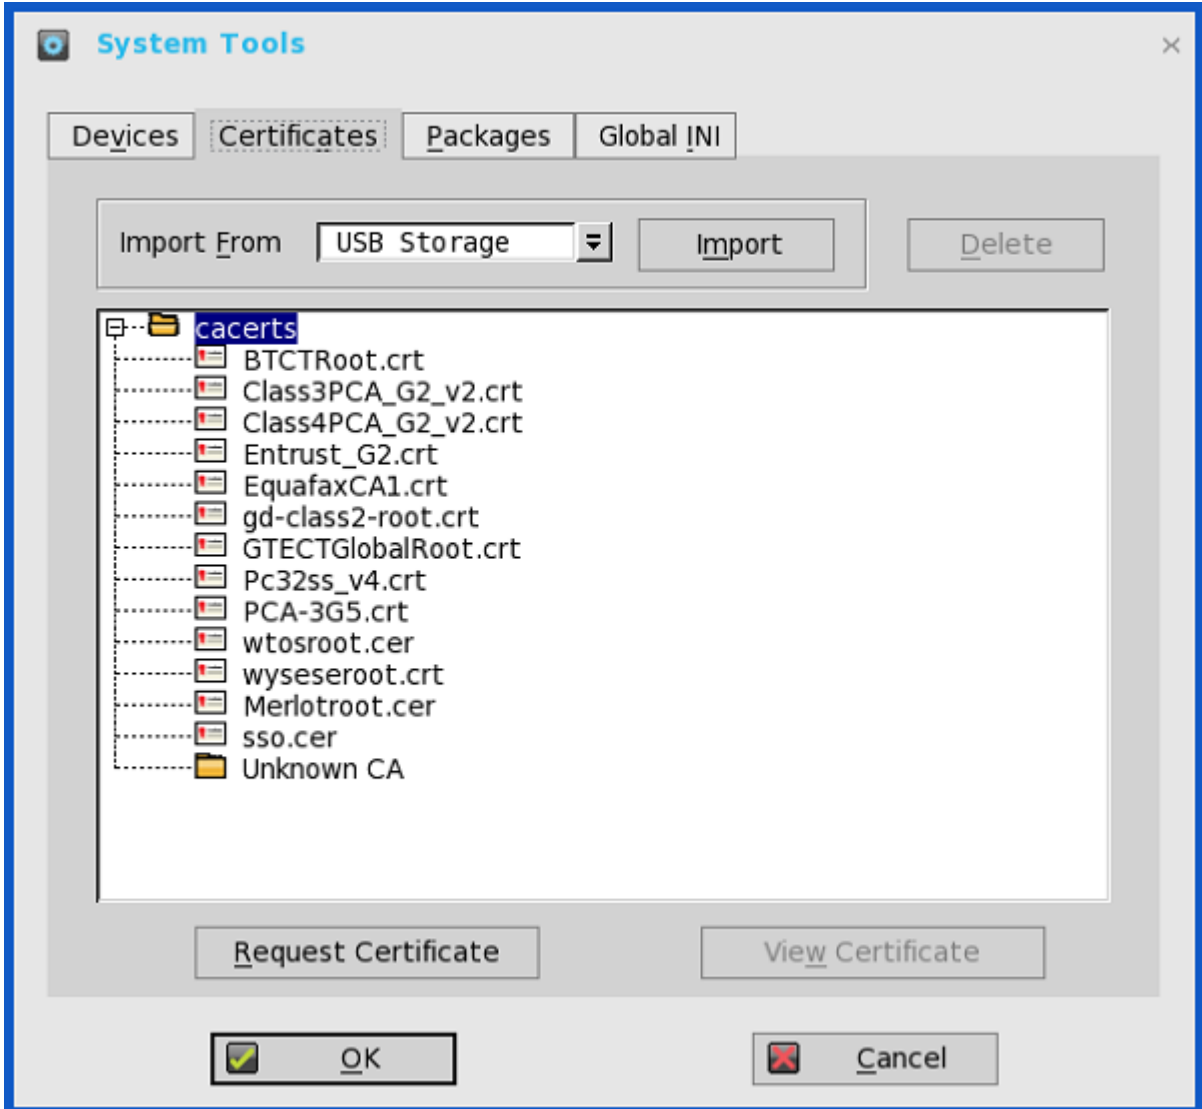 System Tools
Devices Certificates Packages Global INI
Import From USB Storage Import Delete
cacerts
BTCTRoot.crt
Class3PCA_G2_v2.crt
Class4PCA_G2_v2.crt
Entrust_G2.crt
EquafaxCA1.crt
gd-class2-root.crt
GTECTGlobalRoot.crt
Pc32ss_v4.crt
PCA-3G5.crt
wtosroot.cer
wyseseroot.crt
Merlotroot.cer
sso.cer
Unknown CA
Request Certificate View Certificate
OK Cancel